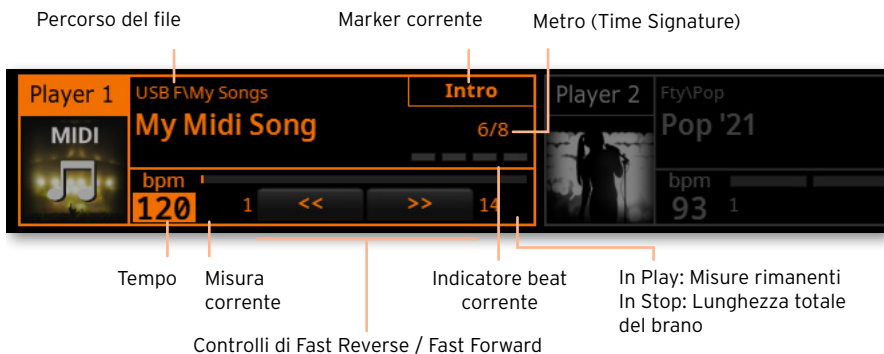 Percorso del file
Marker corrente
Metro (Time Signature)
Player 1
USB F\My Songs
Intro
MIDI
My Midi Song
6/8
bpm
120
1
<<
>>
14
Player 2
Fty\Pop
Pop '21
bpm
93
1
Tempo
Misura
corrente
Indicatore beat
corrente
In Play: Misure rimanenti
In Stop: Lunghezza totale
del brano
Controlli di Fast Reverse / Fast Forward